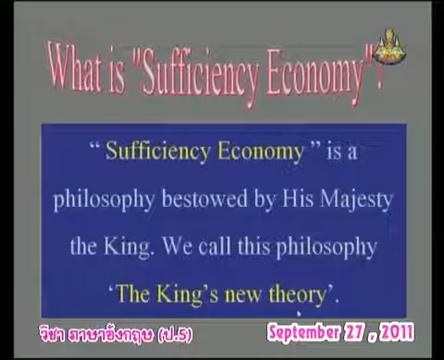 What is "Sufficiency Economy"?
“ Sufficiency Economy ” is a
philosophy bestowed by His Majesty
the King. We call this philosophy
‘The King’s new theory’.
วิชา ภาษาอังกฤษ (ป.5)
September 27 , 2011